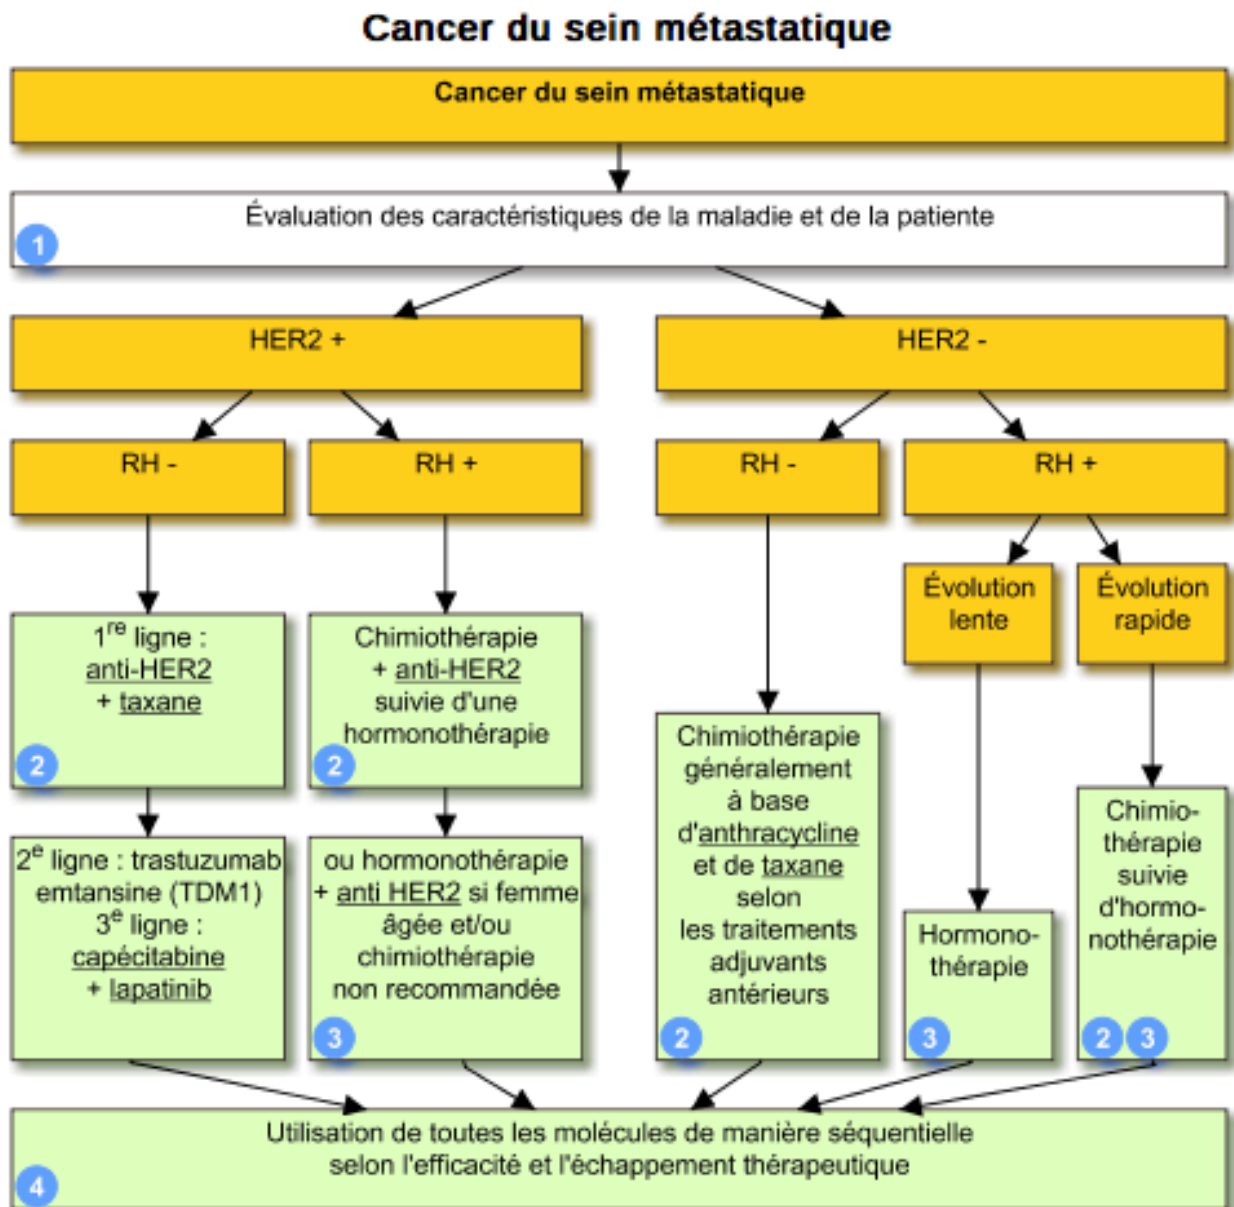 Cancer du sein métastatique
Cancer du sein métastatique
Évaluation des caractéristiques de la maladie et de la patiente
1
HER2 +
HER2 -
RH -
RH +
RH -
RH +
Évolution
lente
Évolution
rapide
1re ligne :
anti-HER2
+ taxane
2
Chimiothérapie
+ anti-HER2
suivie d'une
hormonothérapie
2
2e ligne : trastuzumab
emtansine (TDM1)
3e ligne :
capécitabine
+ lapatinib
ou hormonothérapie
+ anti HER2 si femme
âgée et/ou
chimiothérapie
non recommandée
3
Chimiothérapie
généralement
à base
d'anthracycline
et de taxane
selon
les traitements
adjuvants
antérieurs
2
Hormono-
thérapie
3
Chimio-
thérapie
suivie
d'hormo-
nothérapie
2 3
Utilisation de toutes les molécules de manière séquentielle
selon l'efficacité et l'échappement thérapeutique
4